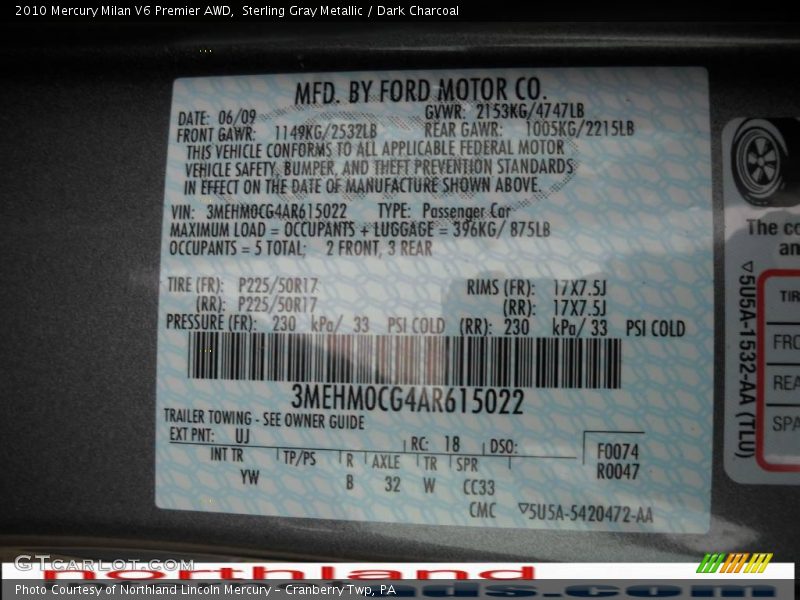 2010 Mercury Milan V6 Premier AWD, Sterling Gray Metallic / Dark Charcoal
MFD. BY FORD MOTOR CO.
DATE: 06/09 GVWR: 2153KG/4747LB
FRONT GAWR: 1149KG/2532LB REAR GAWR: 1005KG/2215LB
THIS VEHICLE CONFORMS TO ALL APPLICABLE FEDERAL MOTOR
VEHICLE SAFETY, BUMPER, AND THEFT PREVENTION STANDARDS
IN EFFECT ON THE DATE OF MANUFACTURE SHOWN ABOVE.
VIN: 3MEHM0CG4AR615022 TYPE: Passenger Car
MAXIMUM LOAD = OCCUPANTS + LUGGAGE = 396KG/ 875LB
OCCUPANTS = 5 TOTAL; 2 FRONT, 3 REAR
TIRE (FR): P225/50R17 RIMS (FR): 17X7.5J
(RR): P225/50R17 (RR): 17X7.5J
PRESSURE (FR): 230 kPa/ 33 PSI COLD (RR): 230 kPa/ 33 PSI COLD
3MEHM0CG4AR615022
TRAILER TOWING - SEE OWNER GUIDE
EXT PNT: UJ RC: 18 DSO: F0074
INT TR TP/PS R AXLE TR SPR R0047
YW B 32 W CC33
CMC ▽5U5A-5420472-AA
The
▽5U5A-1532-AA (TLU)
GTCarlot.com
northland
Photo Courtesy of Northland Lincoln Mercury - Cranberry Twp, PA